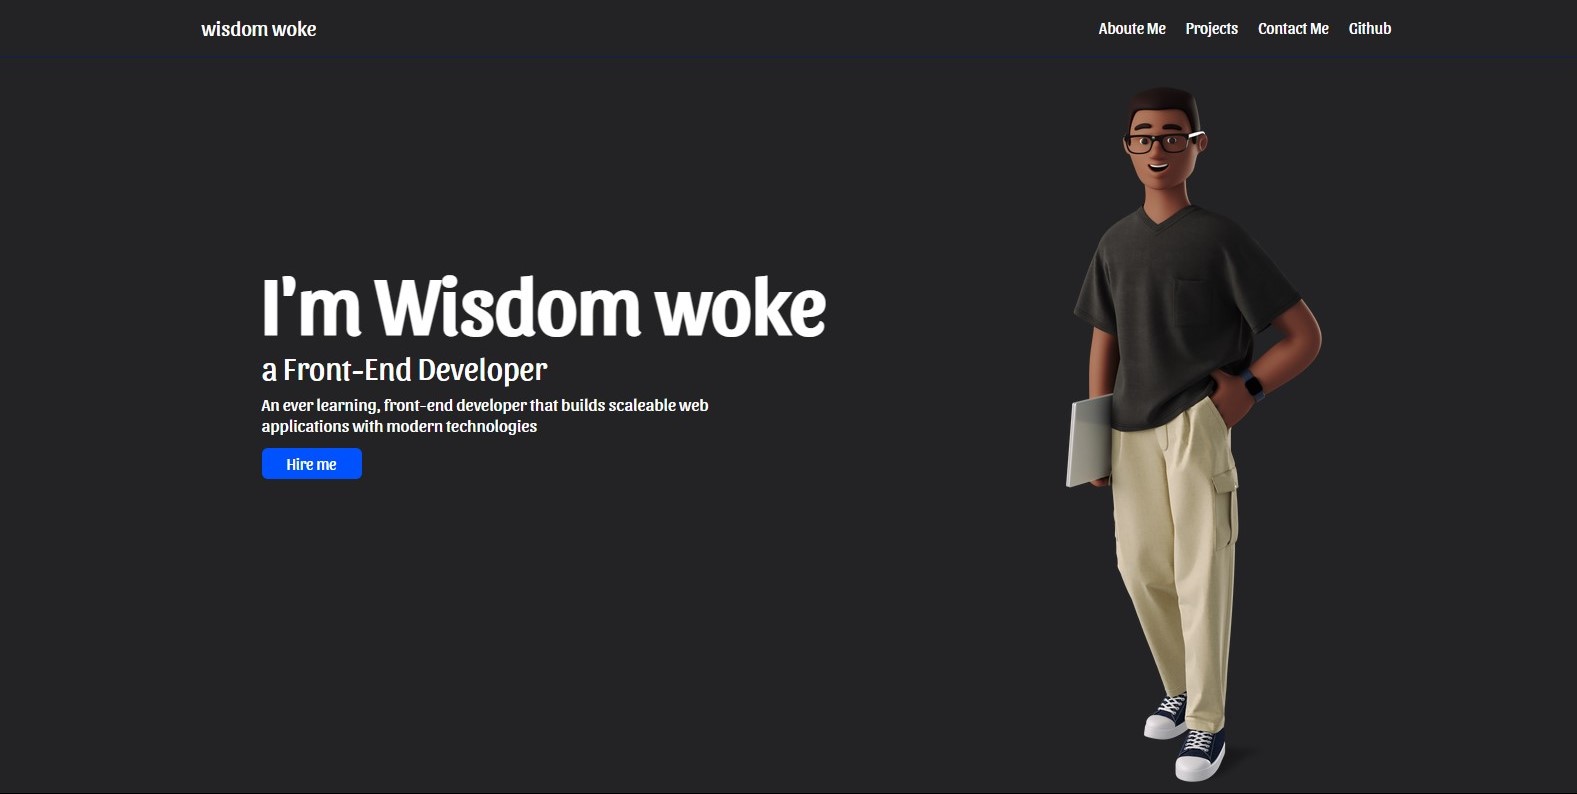 wisdom woke
Aboute Me Projects Contact Me Github
I'm Wisdom woke
a Front-End Developer
An ever learning, front-end developer that builds scaleable web
applications with modern technologies
Hire me